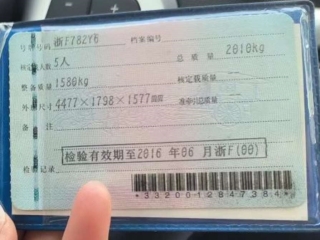 号牌号码 浙F782Y6 档案编号
核定载人数 5人 总质量 2010kg
整备质量 1580kg 核定载质量
外廓尺寸 4477×1798×1577mm 准牵引总质量
备注
检验有效期至2016年06月浙F(00)
检验记录
*3320012847384*